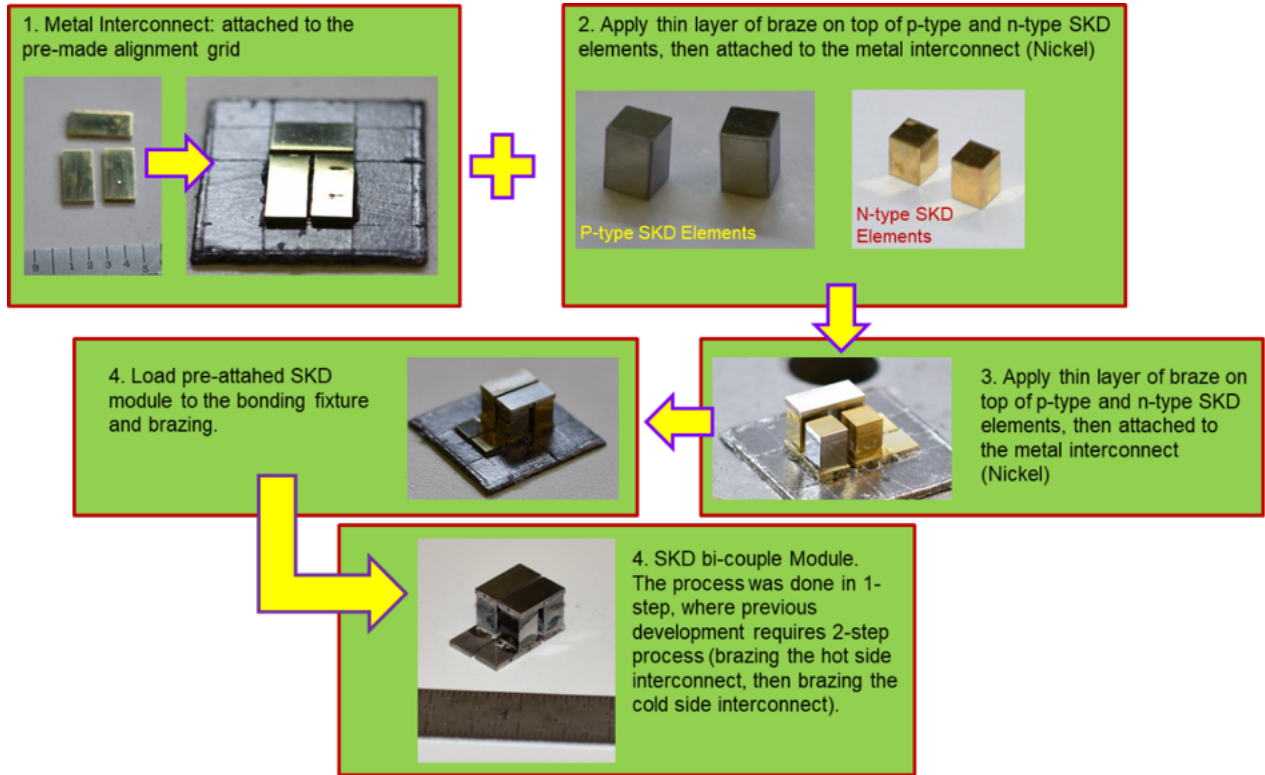 1. Metal Interconnect: attached to the
pre-made alignment grid
2. Apply thin layer of braze on top of p-type and n-type SKD
elements, then attached to the metal interconnect (Nickel)
P-type SKD Elements
N-type SKD
Elements
3. Apply thin layer of braze on
top of p-type and n-type SKD
elements, then attached to
the metal interconnect
(Nickel)
4. Load pre-attahed SKD
module to the bonding fixture
and brazing.
4. SKD bi-couple Module.
The process was done in 1-
step, where previous
development requires 2-step
process (brazing the hot side
interconnect, then brazing the
cold side interconnect).